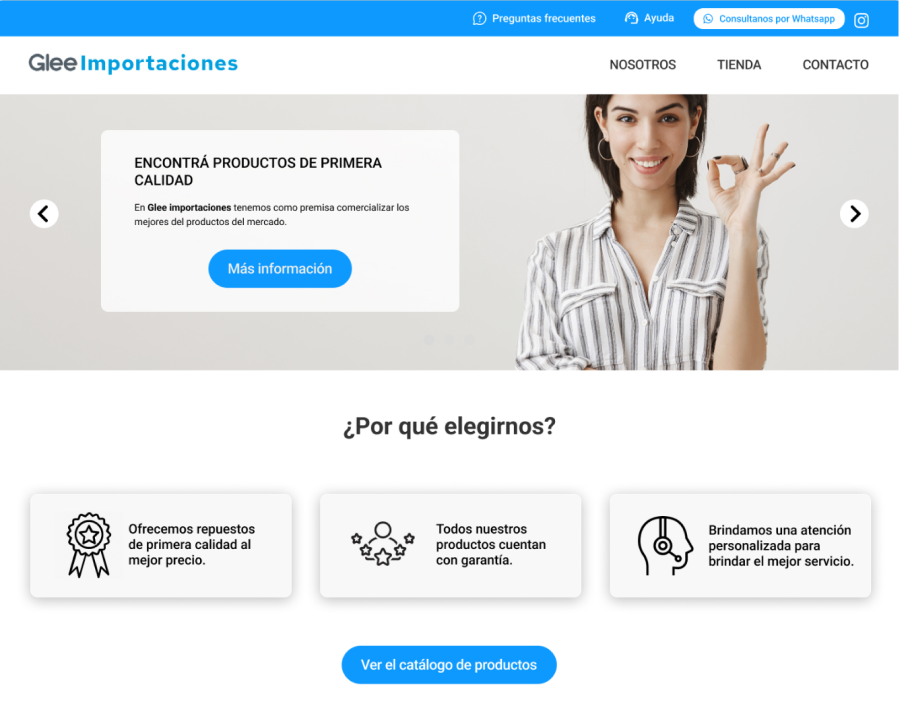 Preguntas frecuentes
Ayuda
Consultanos por Whatsapp
Glee Importaciones
NOSOTROS
TIENDA
CONTACTO
ENCONTRÁ PRODUCTOS DE PRIMERA
CALIDAD
En Glee importaciones tenemos como premisa comercializar los
mejores del productos del mercado.
Más información
¿Por qué elegirnos?
Ofrecemos repuestos
de primera calidad al
mejor precio.
Todos nuestros
productos cuentan
con garantía.
Brindamos una atención
personalizada para
brindar el mejor servicio.
Ver el catálogo de productos